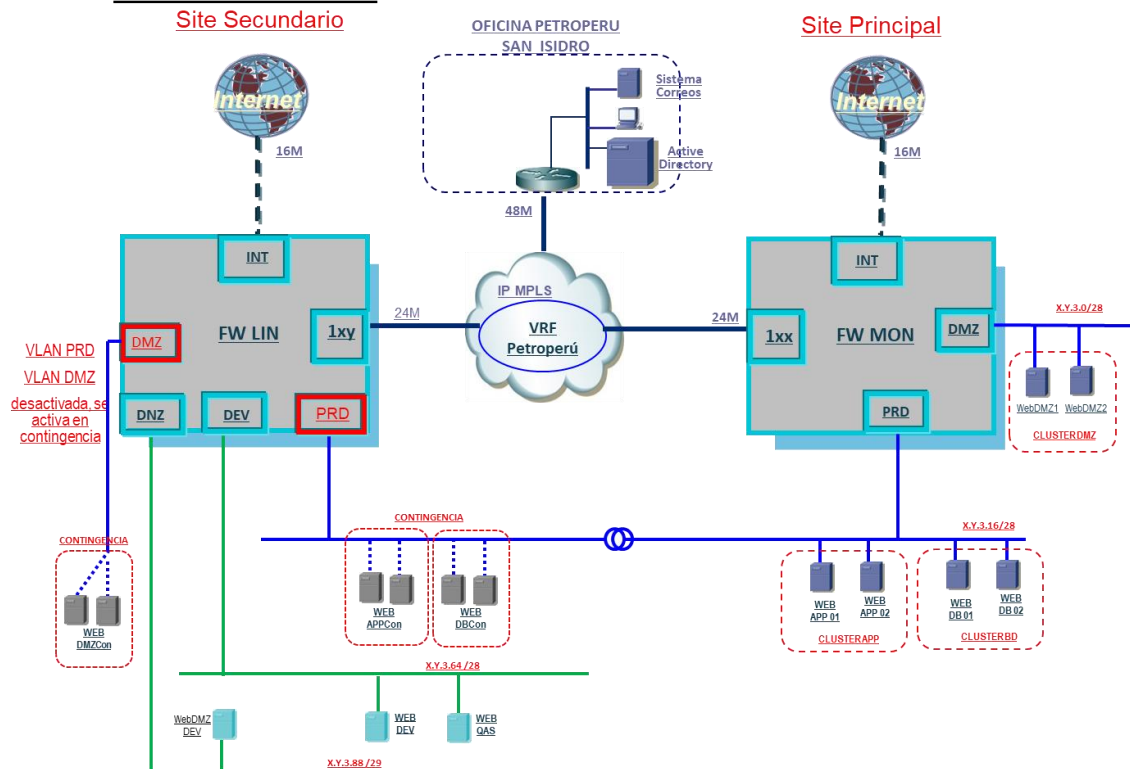 Site Secundario
OFICINA PETROPERU
SAN ISIDRO
Site Principal
Internet
16M
Sistema
Correos
Active
Directory
48M
Internet
16M
INT
FW LIN
1xy
DMZ
DNZ
DEV
PRD
VLAN PRD
VLAN DMZ
desactivada, se
activa en
contingencia
24M
IP MPLS
VRF
Petroperú
24M
INT
1xx
FW MON
DMZ
PRD
X.Y.3.0/28
WebDMZ1
WebDMZ2
CLUSTERDMZ
CONTINGENCIA
WEB
DMZCon
CONTINGENCIA
WEB
APPCon
WEB
DBCon
X.Y.3.16/28
WEB
APP 01
WEB
APP 02
CLUSTERAPP
WEB
DB 01
WEB
DB 02
CLUSTERBD
X.Y.3.64 /28
WebDMZ
DEV
WEB
DEV
WEB
QAS
X.Y.3.88 /29